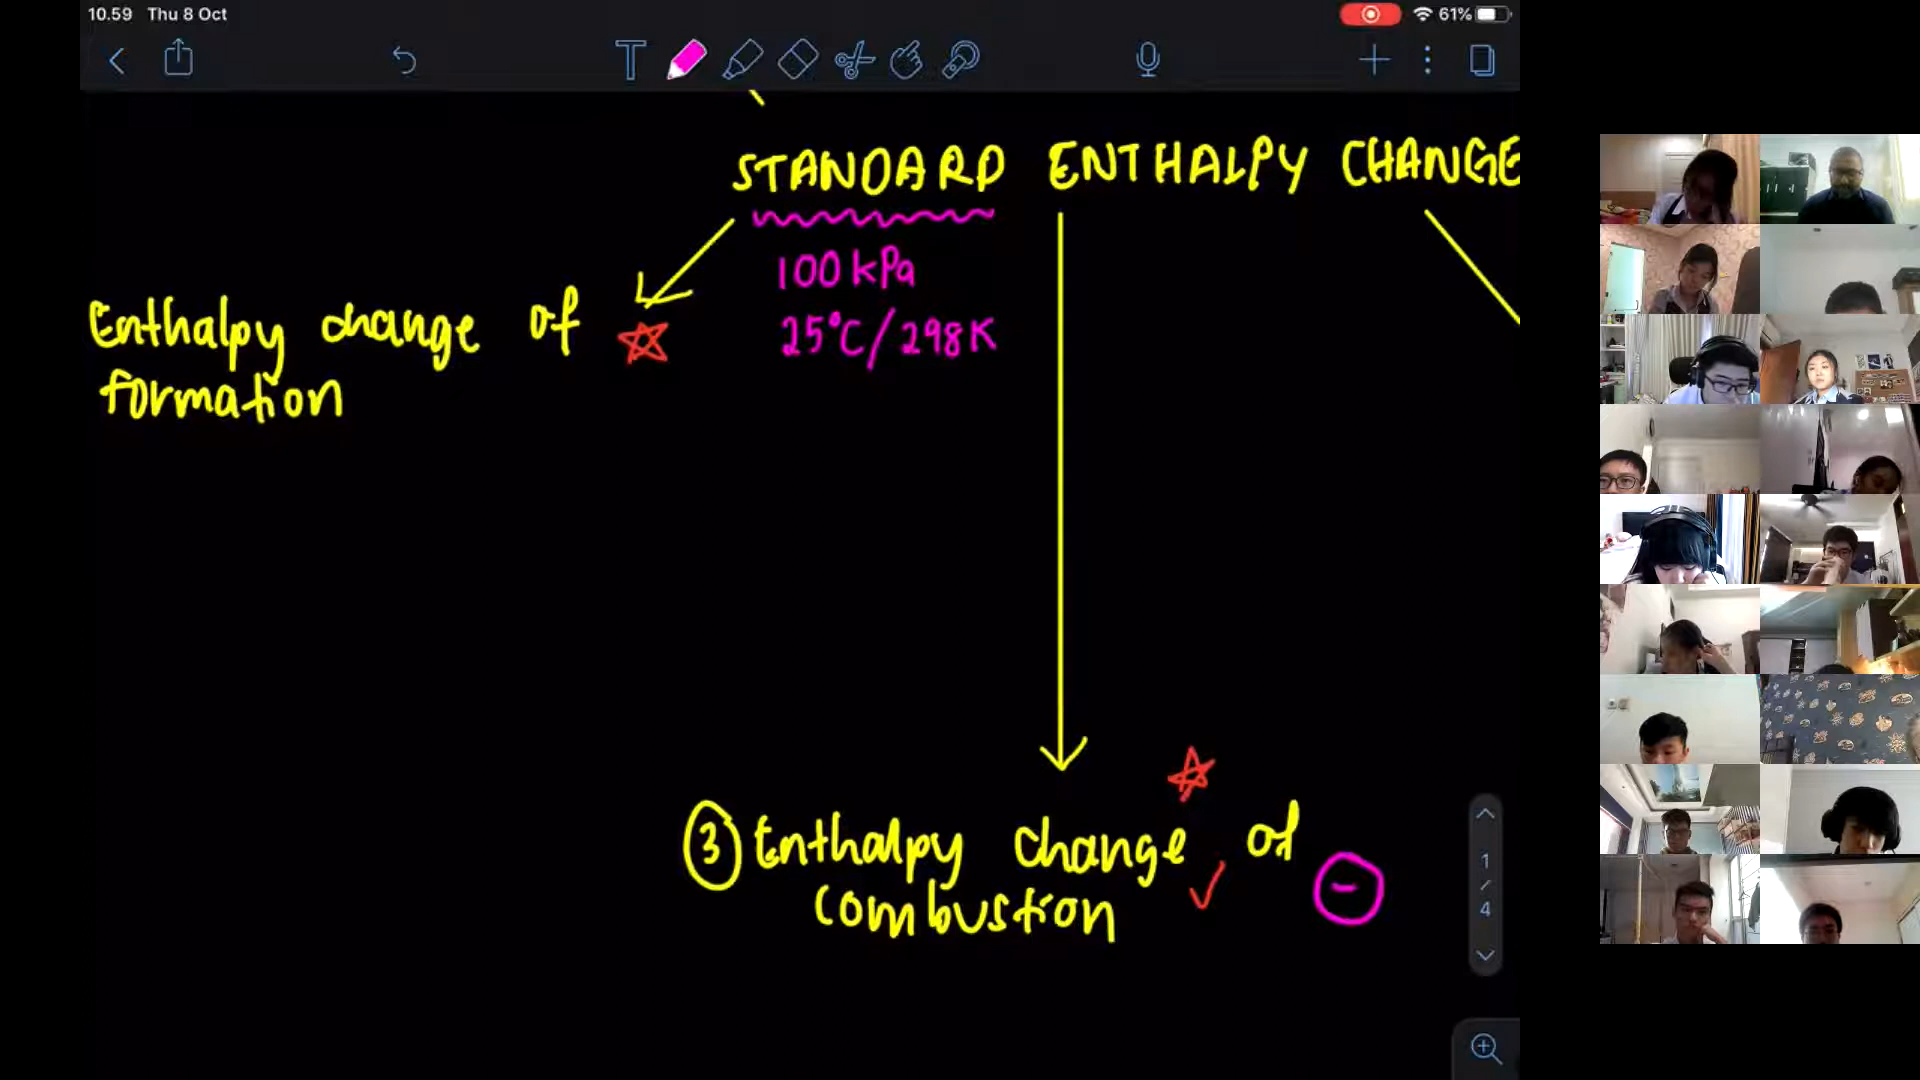 10.59 Thu 8 Oct
61%
T
STANDARD ENTHALPY CHANGE
100 kPa
25°C/298K
Enthalpy change of
formation
③ Enthalpy change of
combustion
-
1
/
4